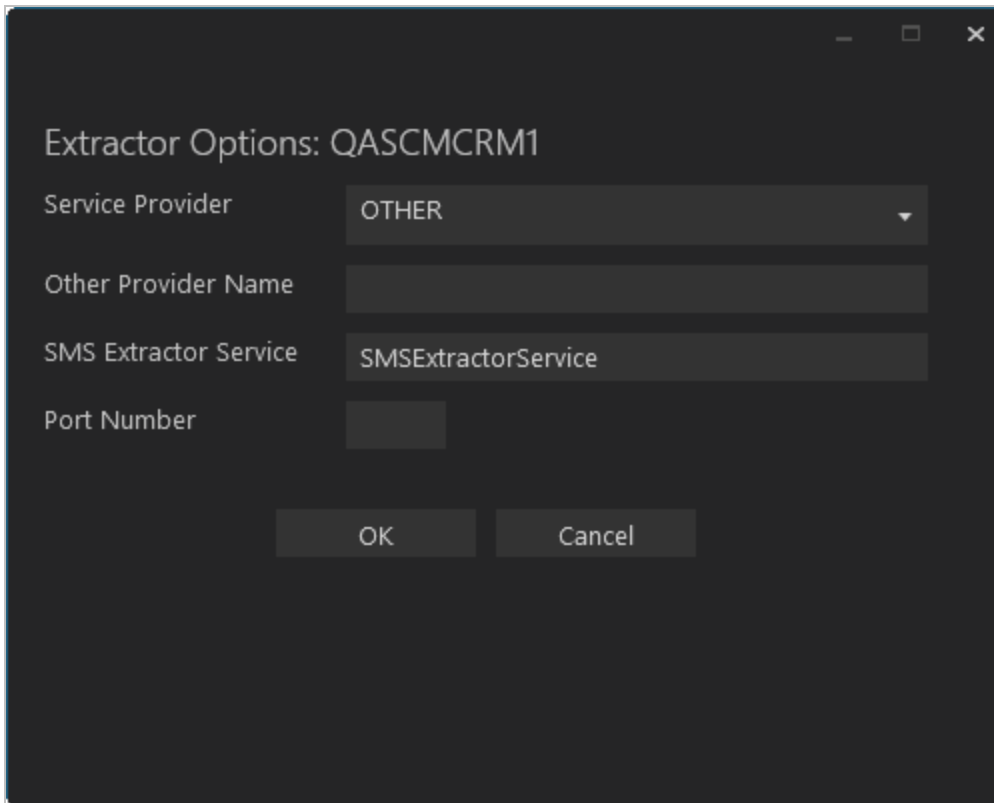 Extractor Options: QASCMCRM1
Service Provider
OTHER
Other Provider Name
SMS Extractor Service
SMSExtractorService
Port Number
OK
Cancel